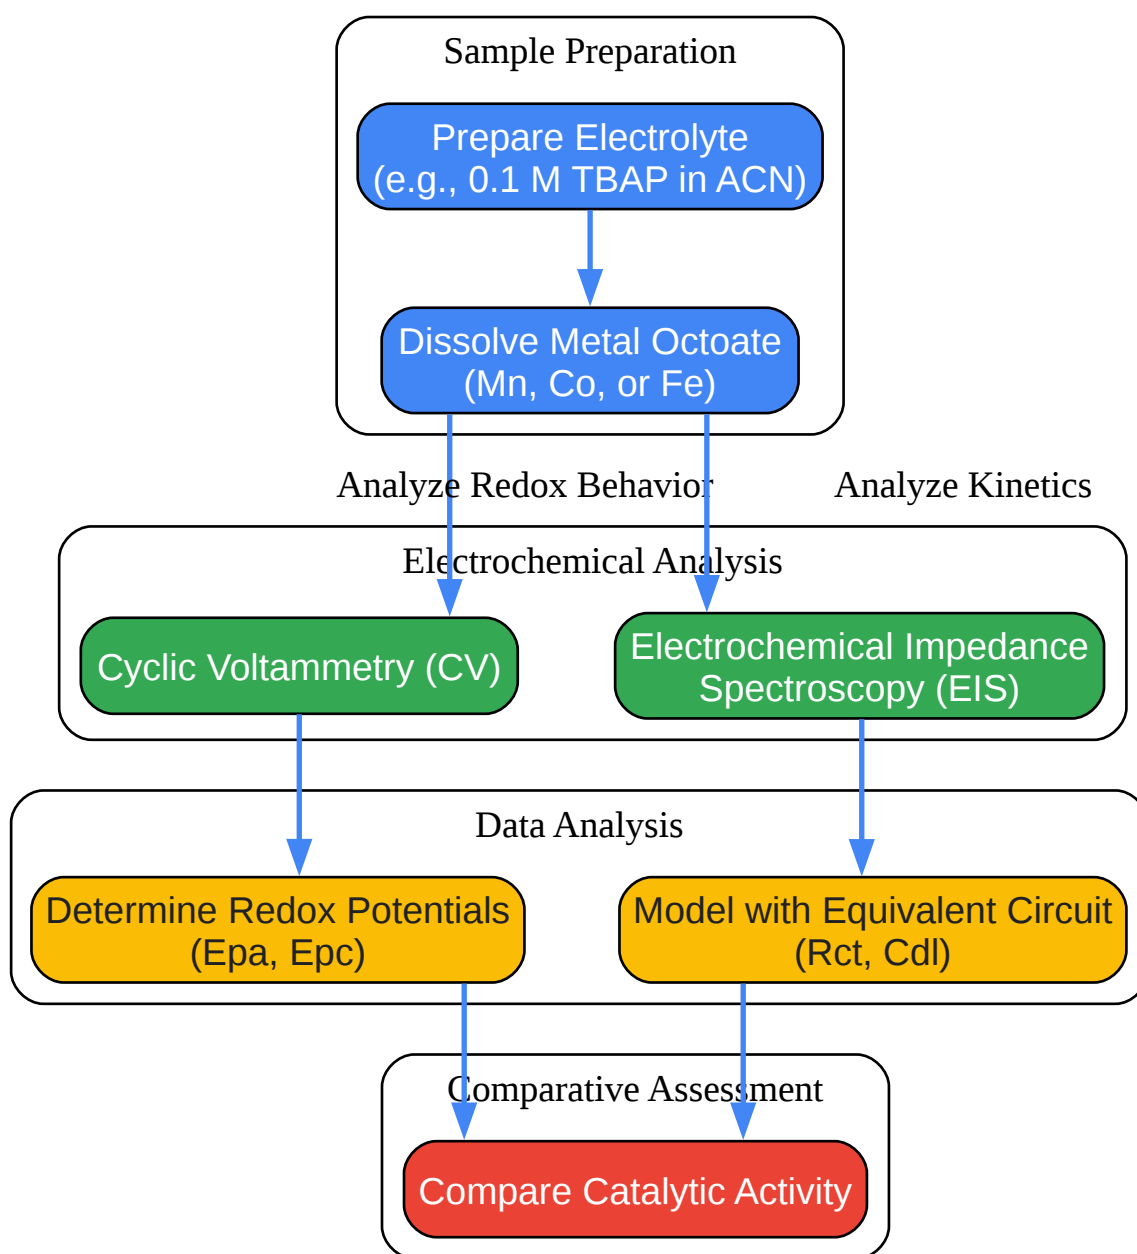 Sample Preparation
Prepare Electrolyte
(e.g., 0.1 M TBAP in ACN)
Dissolve Metal Octoate
(Mn, Co, or Fe)
Analyze Redox Behavior
Analyze Kinetics
Electrochemical Analysis
Cyclic Voltammetry (CV)
Electrochemical Impedance
Spectroscopy (EIS)
Data Analysis
Determine Redox Potentials
(Epa, Epc)
Model with Equivalent Circuit
(Rct, Cdl)
Comparative Assessment
Compare Catalytic Activity